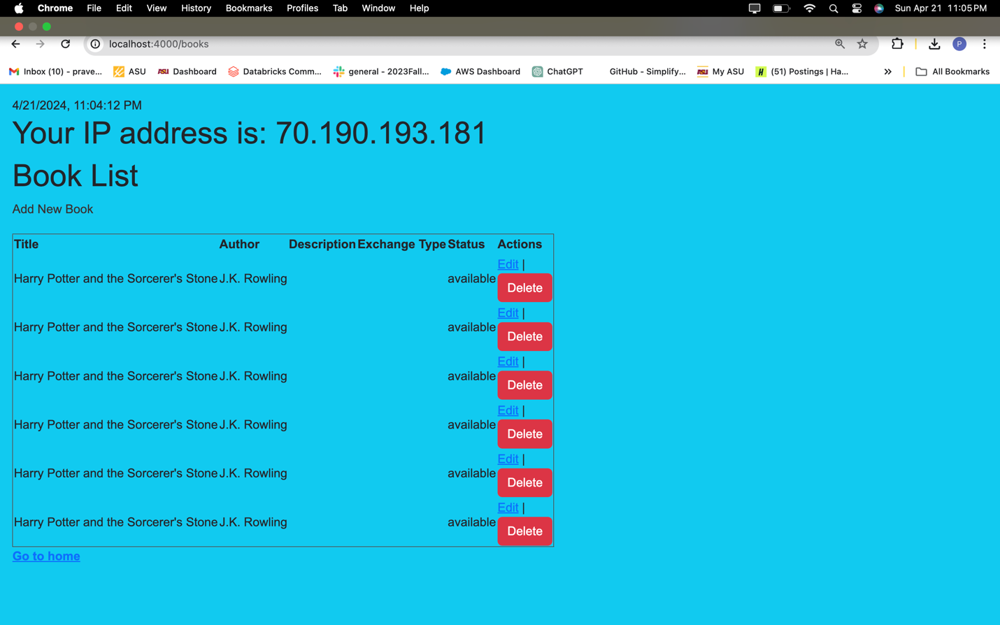 Chrome File Edit View History Bookmarks Profiles Tab Window Help Sun Apr 21 11:05 PM
localhost:4000/books P
Inbox (10) - prave... ASU ASU Dashboard Databricks Comm... general - 2023Fall... AWS Dashboard ChatGPT GitHub - Simplify... ASU My ASU H (51) Postings | Ha... » All Bookmarks
4/21/2024, 11:04:12 PM
Your IP address is: 70.190.193.181
Book List
Add New Book
Title Author Description Exchange Type Status Actions
Edit |
Harry Potter and the Sorcerer's Stone J.K. Rowling available
Delete
Edit |
Harry Potter and the Sorcerer's Stone J.K. Rowling available
Delete
Edit |
Harry Potter and the Sorcerer's Stone J.K. Rowling available
Delete
Edit |
Harry Potter and the Sorcerer's Stone J.K. Rowling available
Delete
Edit |
Harry Potter and the Sorcerer's Stone J.K. Rowling available
Delete
Edit |
Harry Potter and the Sorcerer's Stone J.K. Rowling available
Delete
Go to home